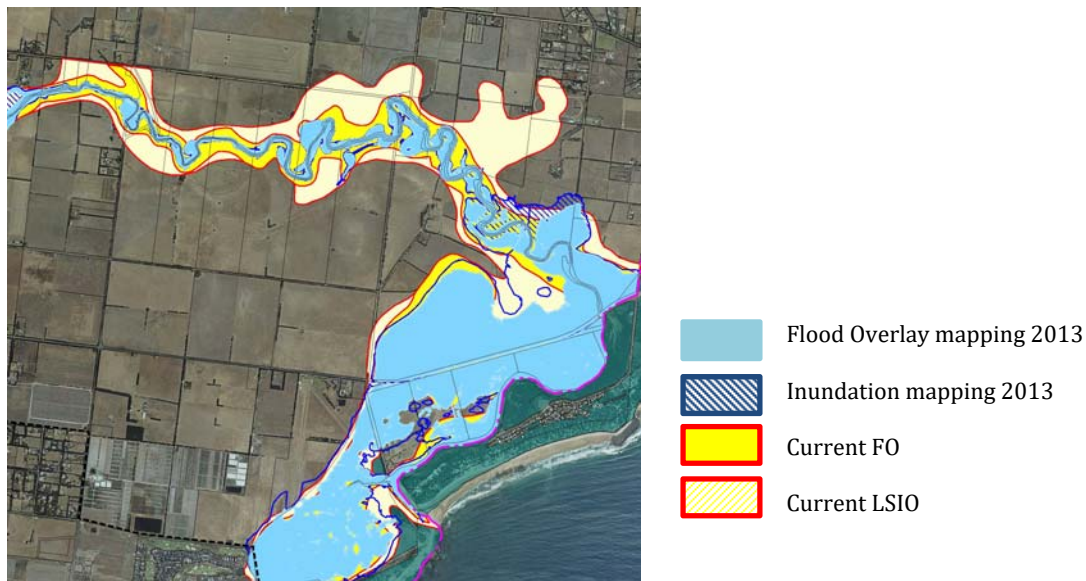 Flood Overlay mapping 2013
Inundation mapping 2013
Current FO
Current LSIO